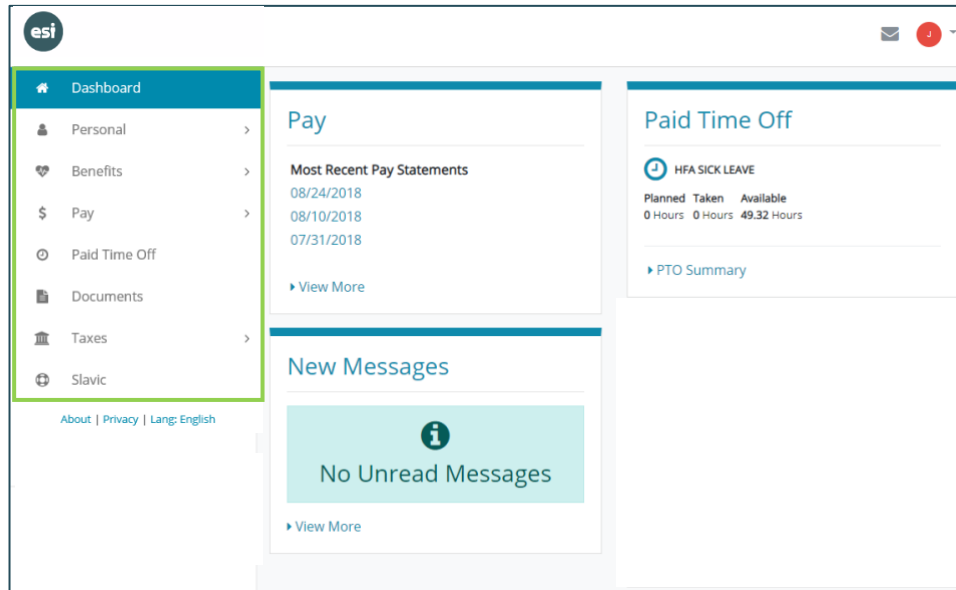 esi
J
Dashboard
Personal
Benefits
Pay
Paid Time Off
Documents
Taxes
Slavic
About | Privacy | Lang: English
Pay
Most Recent Pay Statements
08/24/2018
08/10/2018
07/31/2018
View More
Paid Time Off
HFA SICK LEAVE
Planned Taken Available
0 Hours 0 Hours 49.32 Hours
PTO Summary
New Messages
No Unread Messages
View More